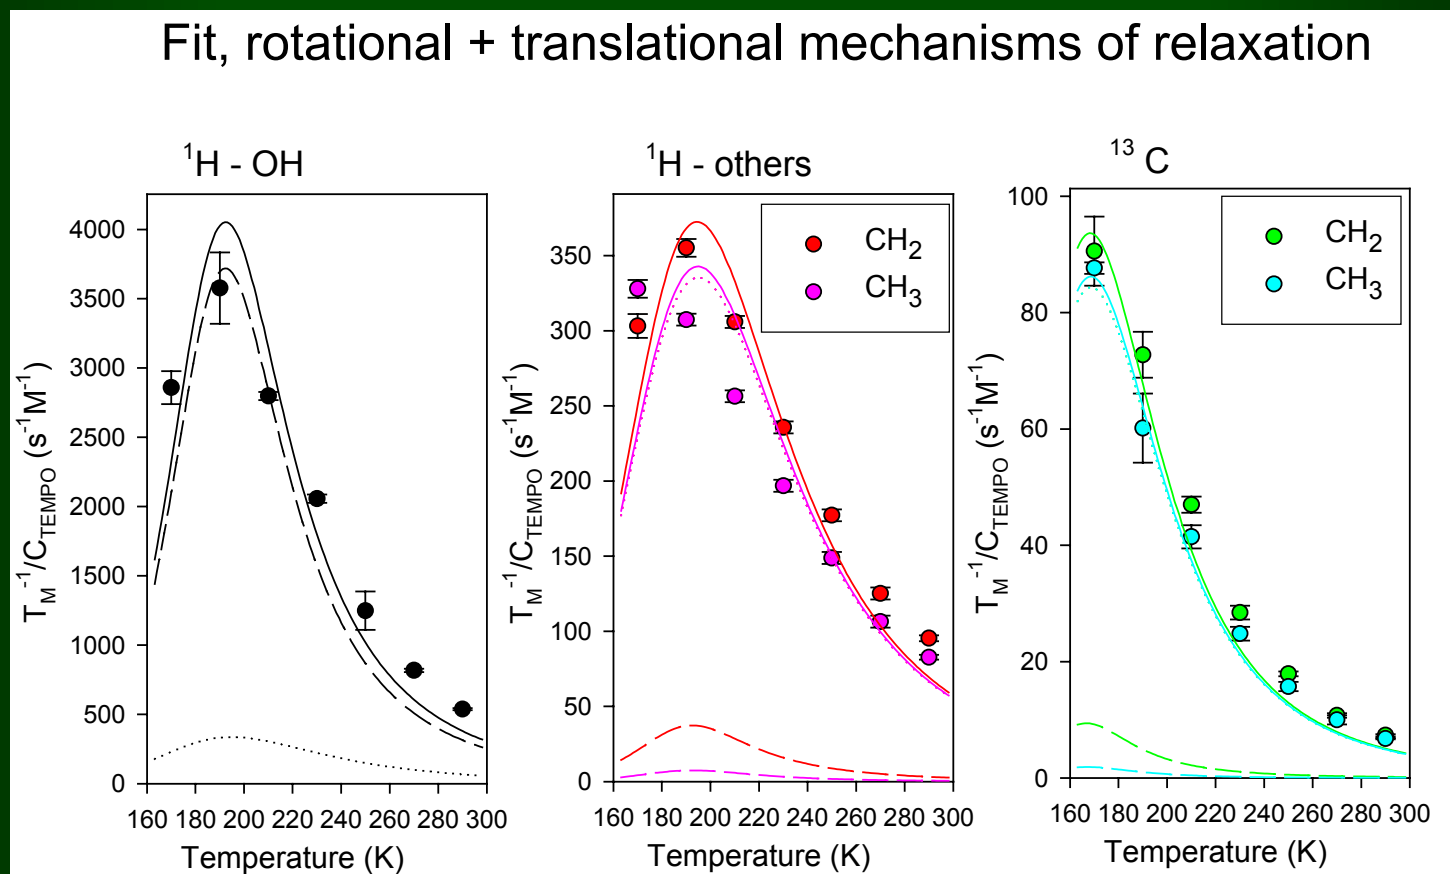 Fit, rotational + translational mechanisms of relaxation
¹H - OH
T_M⁻¹/C_TEMPO (s⁻¹M⁻¹)
4000
3500
3000
2500
2000
1500
1000
500
0
160 180 200 220 240 260 280 300
Temperature (K)
¹H - others
CH₂
CH₃
T_M⁻¹/C_TEMPO (s⁻¹M⁻¹)
350
300
250
200
150
100
50
0
160 180 200 220 240 260 280 300
Temperature (K)
¹³ C
CH₂
CH₃
T_M⁻¹/C_TEMPO (s⁻¹M⁻¹)
100
80
60
40
20
0
160 180 200 220 240 260 280 300
Temperature (K)